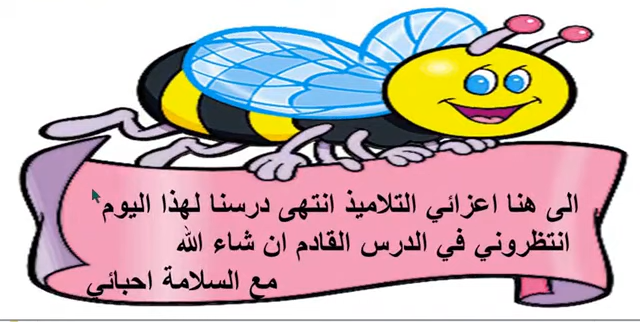 الى هنا اعزائي التلاميذ انتهى درسنا لهذا اليوم
انتظروني في الدرس القادم ان شاء الله
مع السلامة احبائي